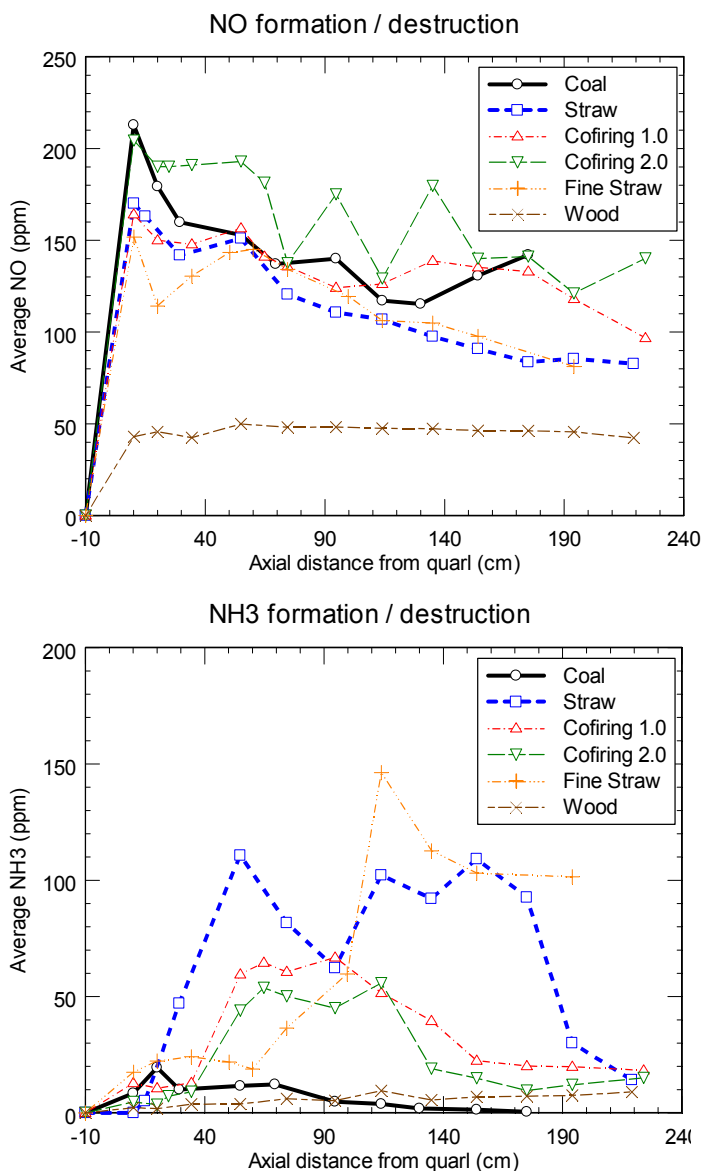 NO formation / destruction
250
200
150
100
50
0
Average NO (ppm)
Coal
Straw
Cofiring 1.0
Cofiring 2.0
Fine Straw
Wood
-10 40 90 140 190 240
Axial distance from quarl (cm)
NH3 formation / destruction
200
150
100
50
0
Average NH3 (ppm)
Coal
Straw
Cofiring 1.0
Cofiring 2.0
Fine Straw
Wood
-10 40 90 140 190 240
Axial distance from quarl (cm)